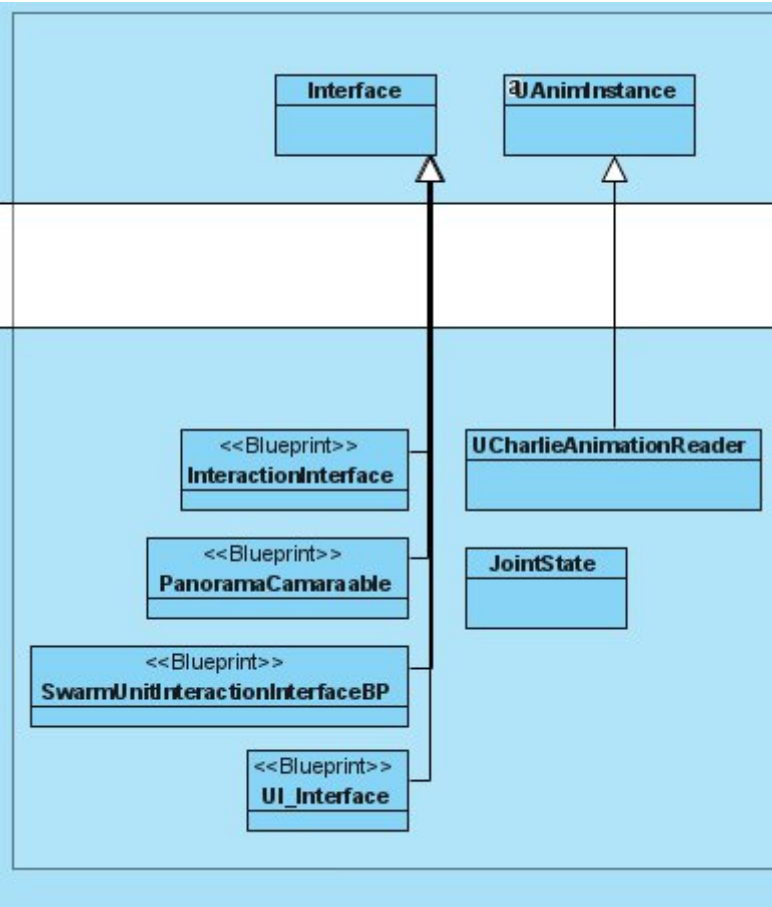 Interface
a
UAnimInstance
<<Blueprint>>
InteractionInterface
UCharlieAnimationReader
<<Blueprint>>
PanoramaCamaraable
JointState
<<Blueprint>>
SwarmUnitInteractionInterfaceBP
<<Blueprint>>
UI_Interface